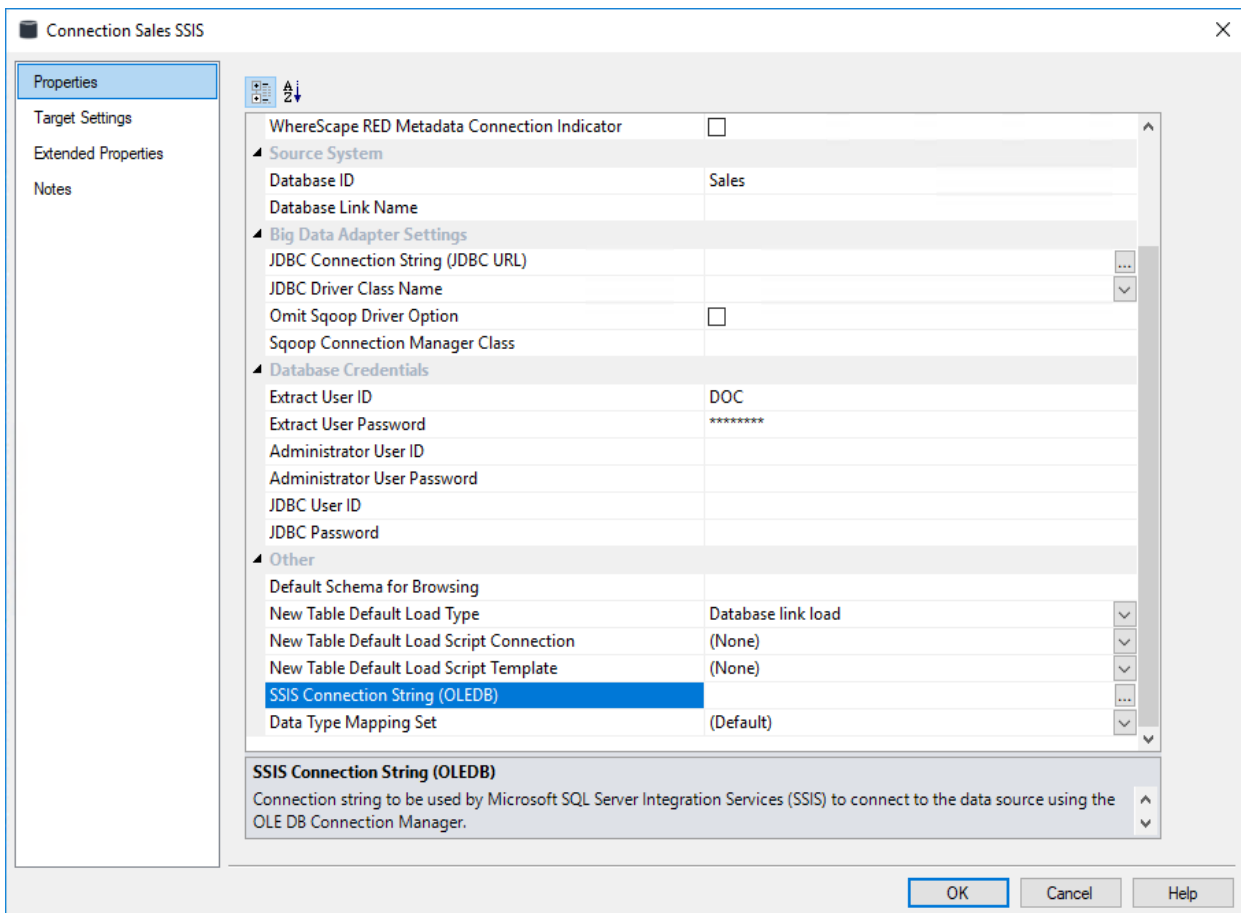 Connection Sales SSIS
Properties
Target Settings
Extended Properties
Notes
WhereScape RED Metadata Connection Indicator
Source System
Database ID Sales
Database Link Name
Big Data Adapter Settings
JDBC Connection String (JDBC URL) ...
JDBC Driver Class Name
Omit Sqoop Driver Option
Sqoop Connection Manager Class
Database Credentials
Extract User ID DOC
Extract User Password ********
Administrator User ID
Administrator User Password
JDBC User ID
JDBC Password
Other
Default Schema for Browsing
New Table Default Load Type Database link load
New Table Default Load Script Connection (None)
New Table Default Load Script Template (None)
SSIS Connection String (OLEDB) ...
Data Type Mapping Set (Default)
SSIS Connection String (OLEDB)
Connection string to be used by Microsoft SQL Server Integration Services (SSIS) to connect to the data source using the
OLE DB Connection Manager.
OK Cancel Help